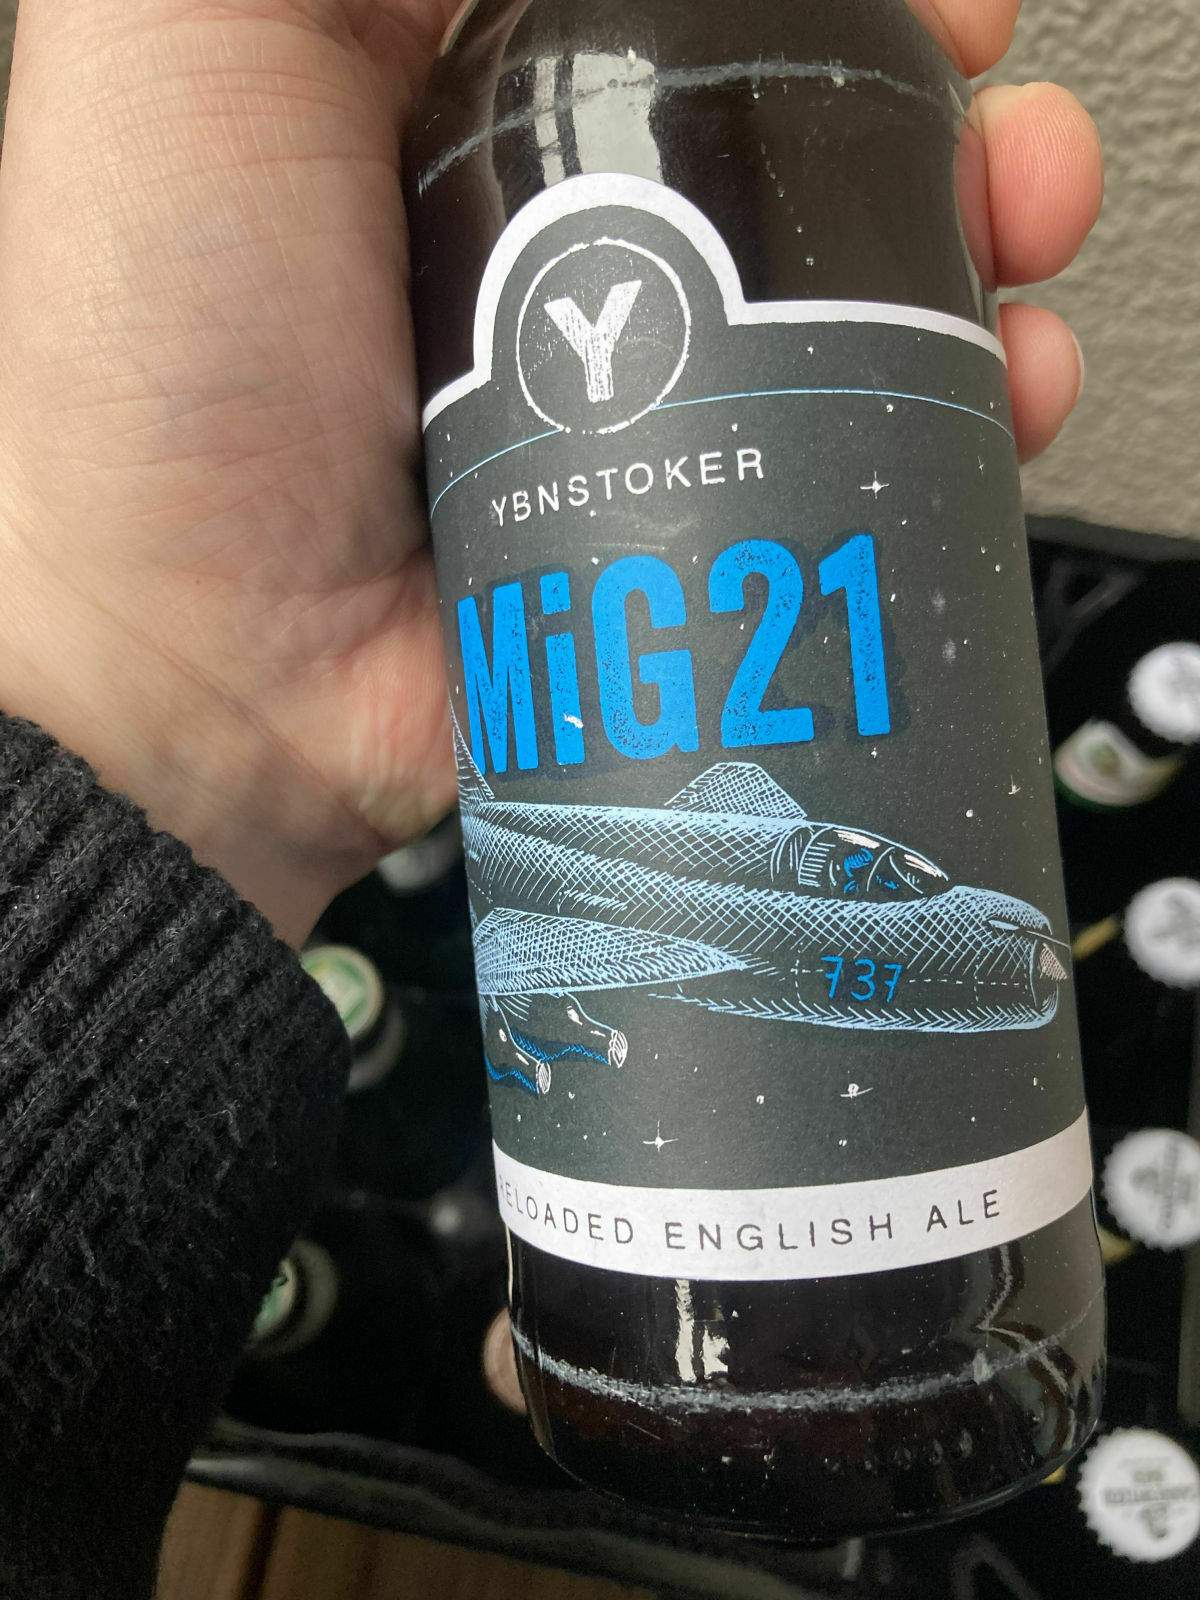 Y
YBNSTOKER
MiG21
737
RELOADED ENGLISH ALE